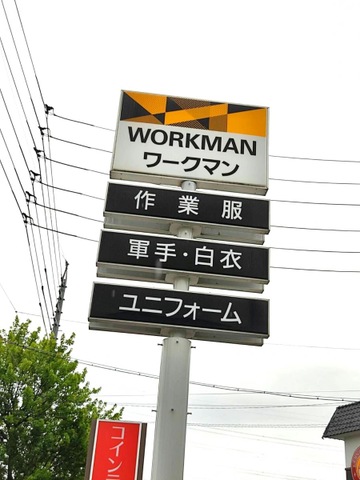 WORKMAN
ワークマン
作業服
軍手・白衣
ユニフォーム
コイン